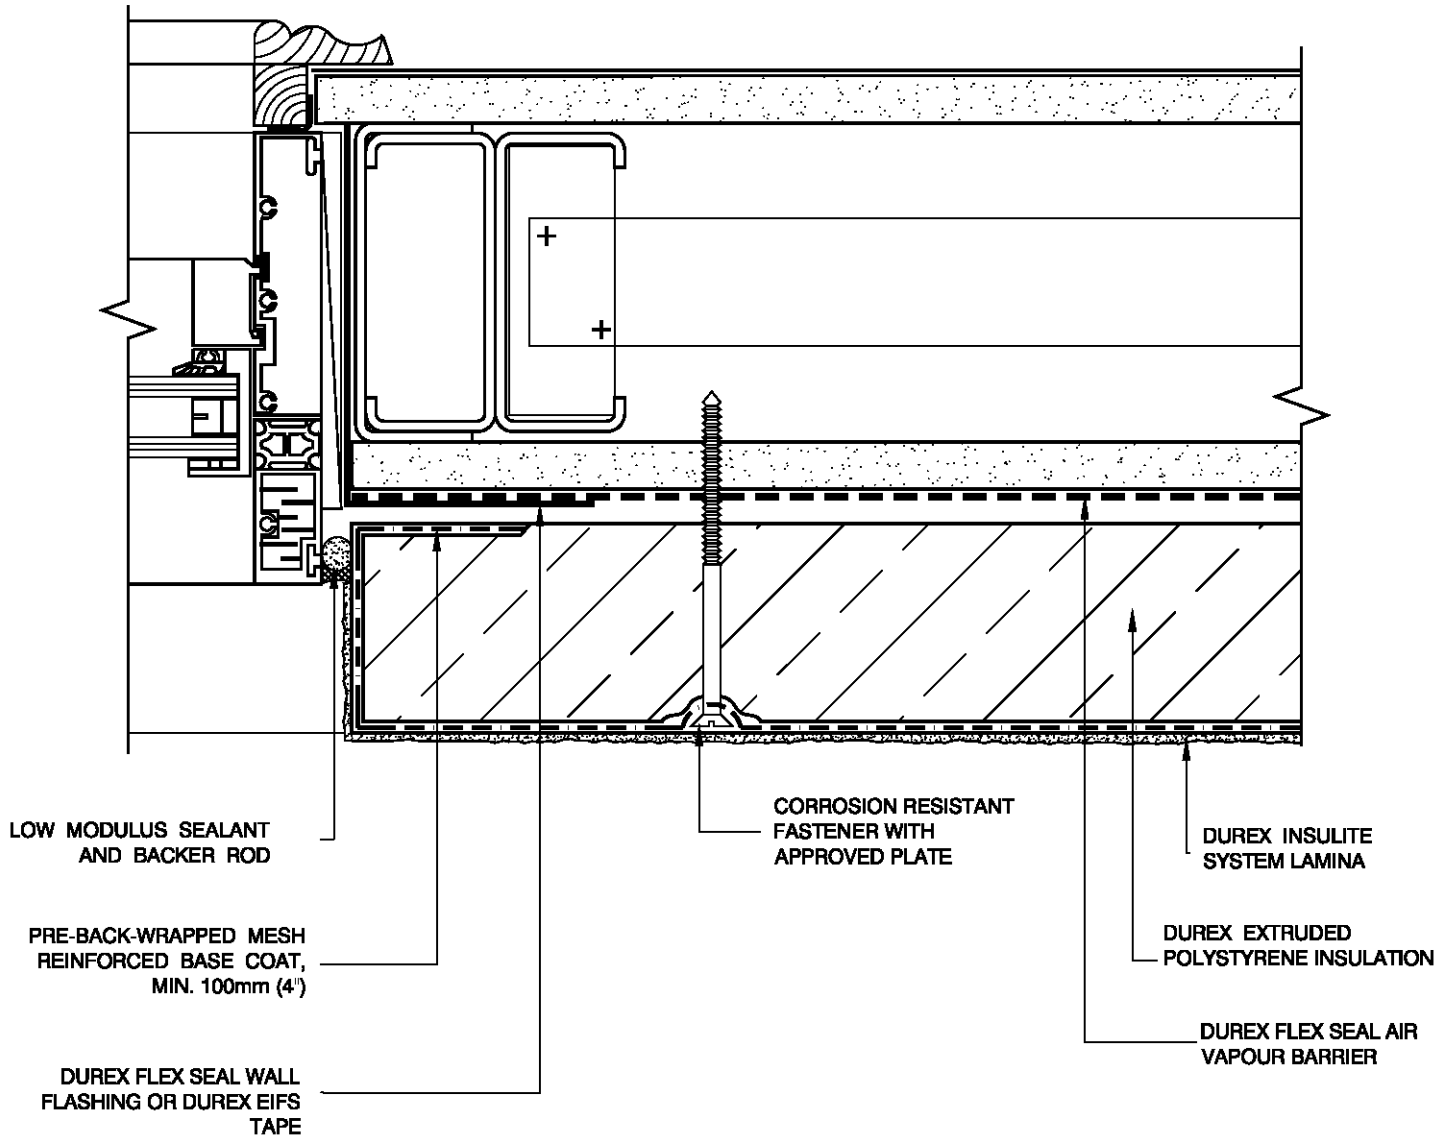 LOW MODULUS SEALANT
AND BACKER ROD
PRE-BACK-WRAPPED MESH
REINFORCED BASE COAT,
MIN. 100mm (4")
DUREX FLEX SEAL WALL
FLASHING OR DUREX EIFS
TAPE
CORROSION RESISTANT
FASTENER WITH
APPROVED PLATE
DUREX INSULITE
SYSTEM LAMINA
DUREX EXTRUDED
POLYSTYRENE INSULATION
DUREX FLEX SEAL AIR
VAPOUR BARRIER